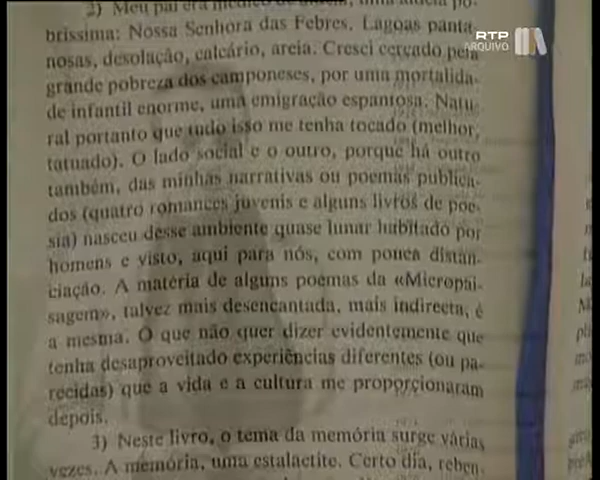 2) Meu pai era médico de aldeia, uma aldeia po-
bríssima: Nossa Senhora das Febres. Lagoas panta-
nosas, desolação, calcário, areia. Cresci cercado pela
grande pobreza dos camponeses, por uma mortalida-
de infantil enorme, uma emigração espantosa. Natu-
ral portanto que tudo isso me tenha tocado (melhor,
tatuado). O lado social e o outro, porque há outro
também, das minhas narrativas ou poemas publica-
dos (quatro romances juvenis e alguns livros de poe-
sia) nasceu desse ambiente quase lunar habitado por
homens e visto, aqui para nós, com pouca distân-
ciação. A matéria de alguns poemas da «Micropai-
sagem», talvez mais desencantada, mais indirecta, é
a mesma. O que não quer dizer evidentemente que
tenha desaproveitado experiências diferentes (ou pa-
recidas) que a vida e a cultura me proporcionaram
depois.
3) Neste livro, o tema da memória surge várias
vezes. A memória, uma estalactite. Certo dia, reben-
RTP
ARQUIVO